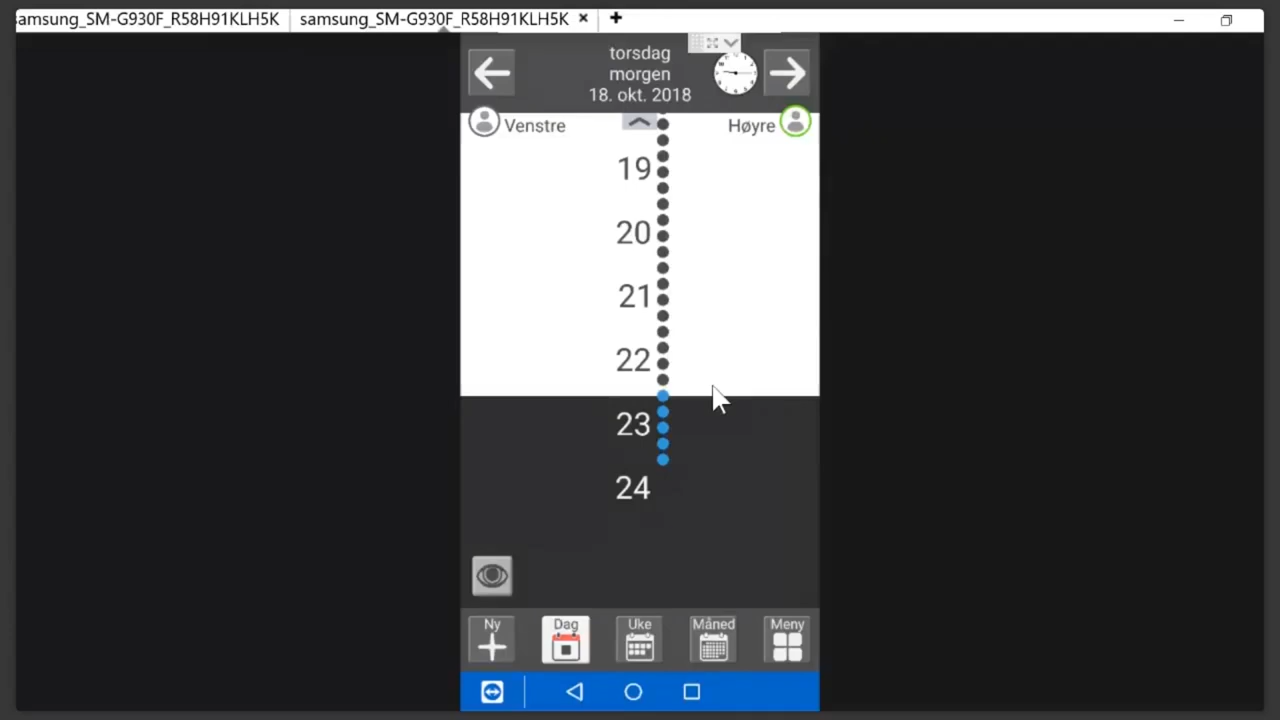 amsung_SM-G930F_R58H91KLH5K
samsung_SM-G930F_R58H91KLH5K
torsdag
morgen
18. okt. 2018
Venstre
Høyre
19
20
21
22
23
24
Ny
Dag
Uke
Måned
Meny